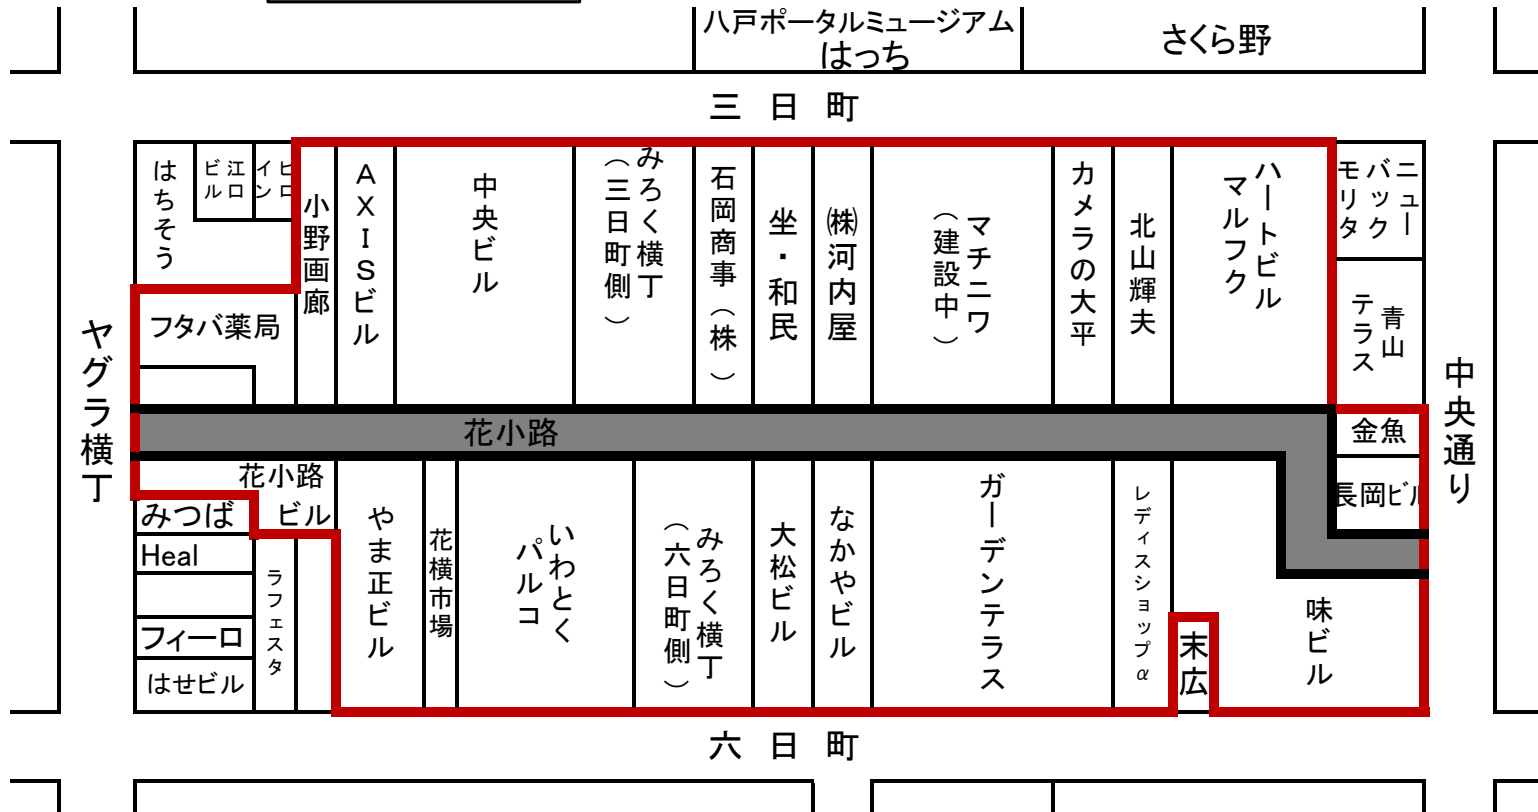 八戸ポータルミュージアム
はっち
さくら野
三日町
はちそう
江口
ビル
ヒロ
イン
小野画廊
AXISビル
中央ビル
みろく横丁
(三日町側)
石岡商事(株)
坐・和民
㈱河内屋
マチニワ
(建設中)
カメラの大平
北山輝夫
ハートビル
マルフク
ニュー
バック
モリタ
フタバ薬局
青山
テラス
ヤグラ横丁
中央通り
花小路
金魚
花小路
ビル
長岡ビル
みつば
Heal
フィーロ
はせビル
ラフェスタ
やま正ビル
花横市場
いわとく
パルコ
みろく横丁
(六日町側)
大松ビル
なかやビル
ガーデンテラス
レディスショップα
末広
味ビル
六日町